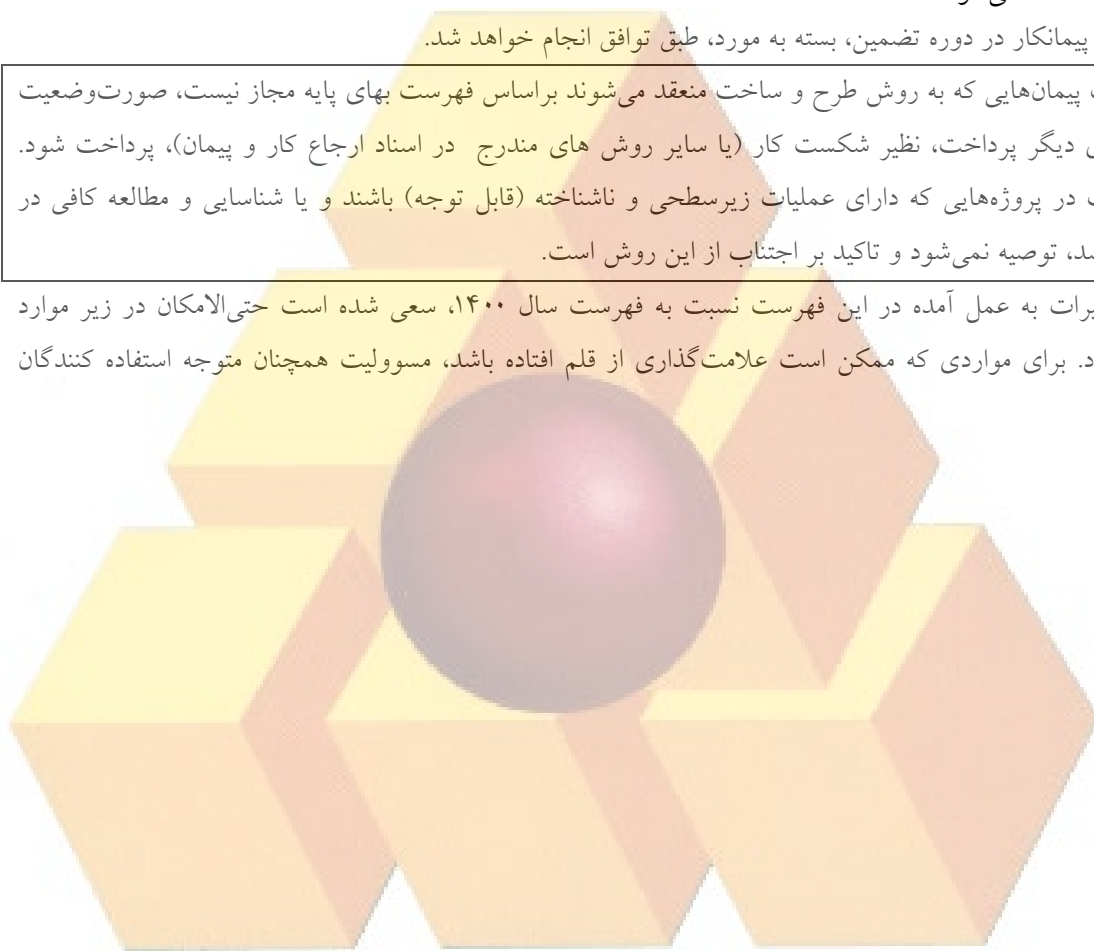 پیمانکار در دوره تضمین، بسته به مورد، طبق توافق انجام خواهد شد.
پیمان‌هایی که به روش طرح و ساخت منعقد می‌شوند براساس فهرست بهای پایه مجاز نیست، صورت‌وضعیت
دیگر پرداخت، نظیر شکست کار (یا سایر روش های مندرج در اسناد ارجاع کار و پیمان)، پرداخت شود.
در پروژه‌هایی که دارای عملیات زیرسطحی و ناشناخته (قابل توجه) باشند و یا شناسایی و مطالعه کافی در
توصیه نمی‌شود و تاکید بر اجتناب از این روش است.
به عمل آمده در این فهرست نسبت به فهرست سال ۱۴۰۰، سعی شده است حتی‌الامکان در زیر موارد
برای مواردی که ممکن است علامت‌گذاری از قلم افتاده باشد، مسوولیت همچنان متوجه استفاده کنندگان